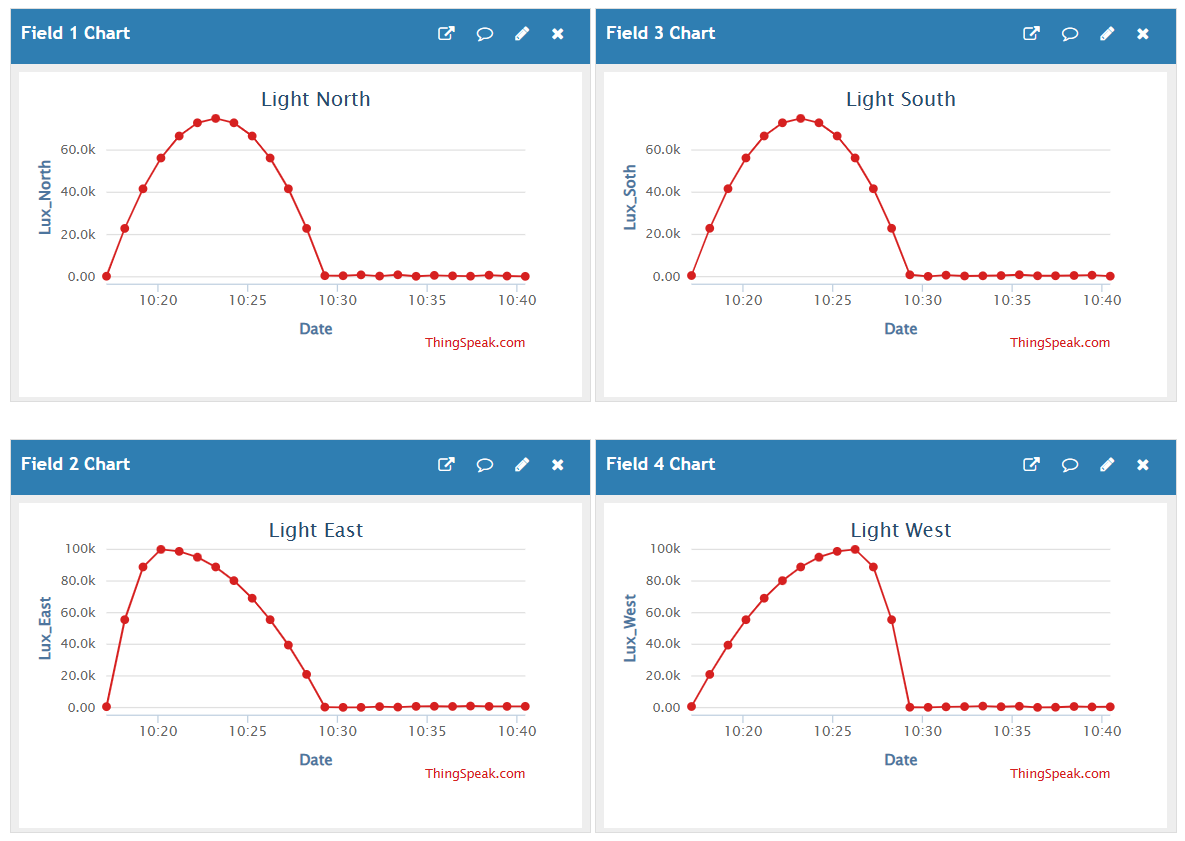 Field 1 Chart
Light North
Lux_North
60.0k
40.0k
20.0k
0.00
10:20 10:25 10:30 10:35 10:40
Date
ThingSpeak.com
Field 3 Chart
Light South
Lux_Soth
60.0k
40.0k
20.0k
0.00
10:20 10:25 10:30 10:35 10:40
Date
ThingSpeak.com
Field 2 Chart
Light East
Lux_East
100k
80.0k
60.0k
40.0k
20.0k
0.00
10:20 10:25 10:30 10:35 10:40
Date
ThingSpeak.com
Field 4 Chart
Light West
Lux_West
100k
80.0k
60.0k
40.0k
20.0k
0.00
10:20 10:25 10:30 10:35 10:40
Date
ThingSpeak.com